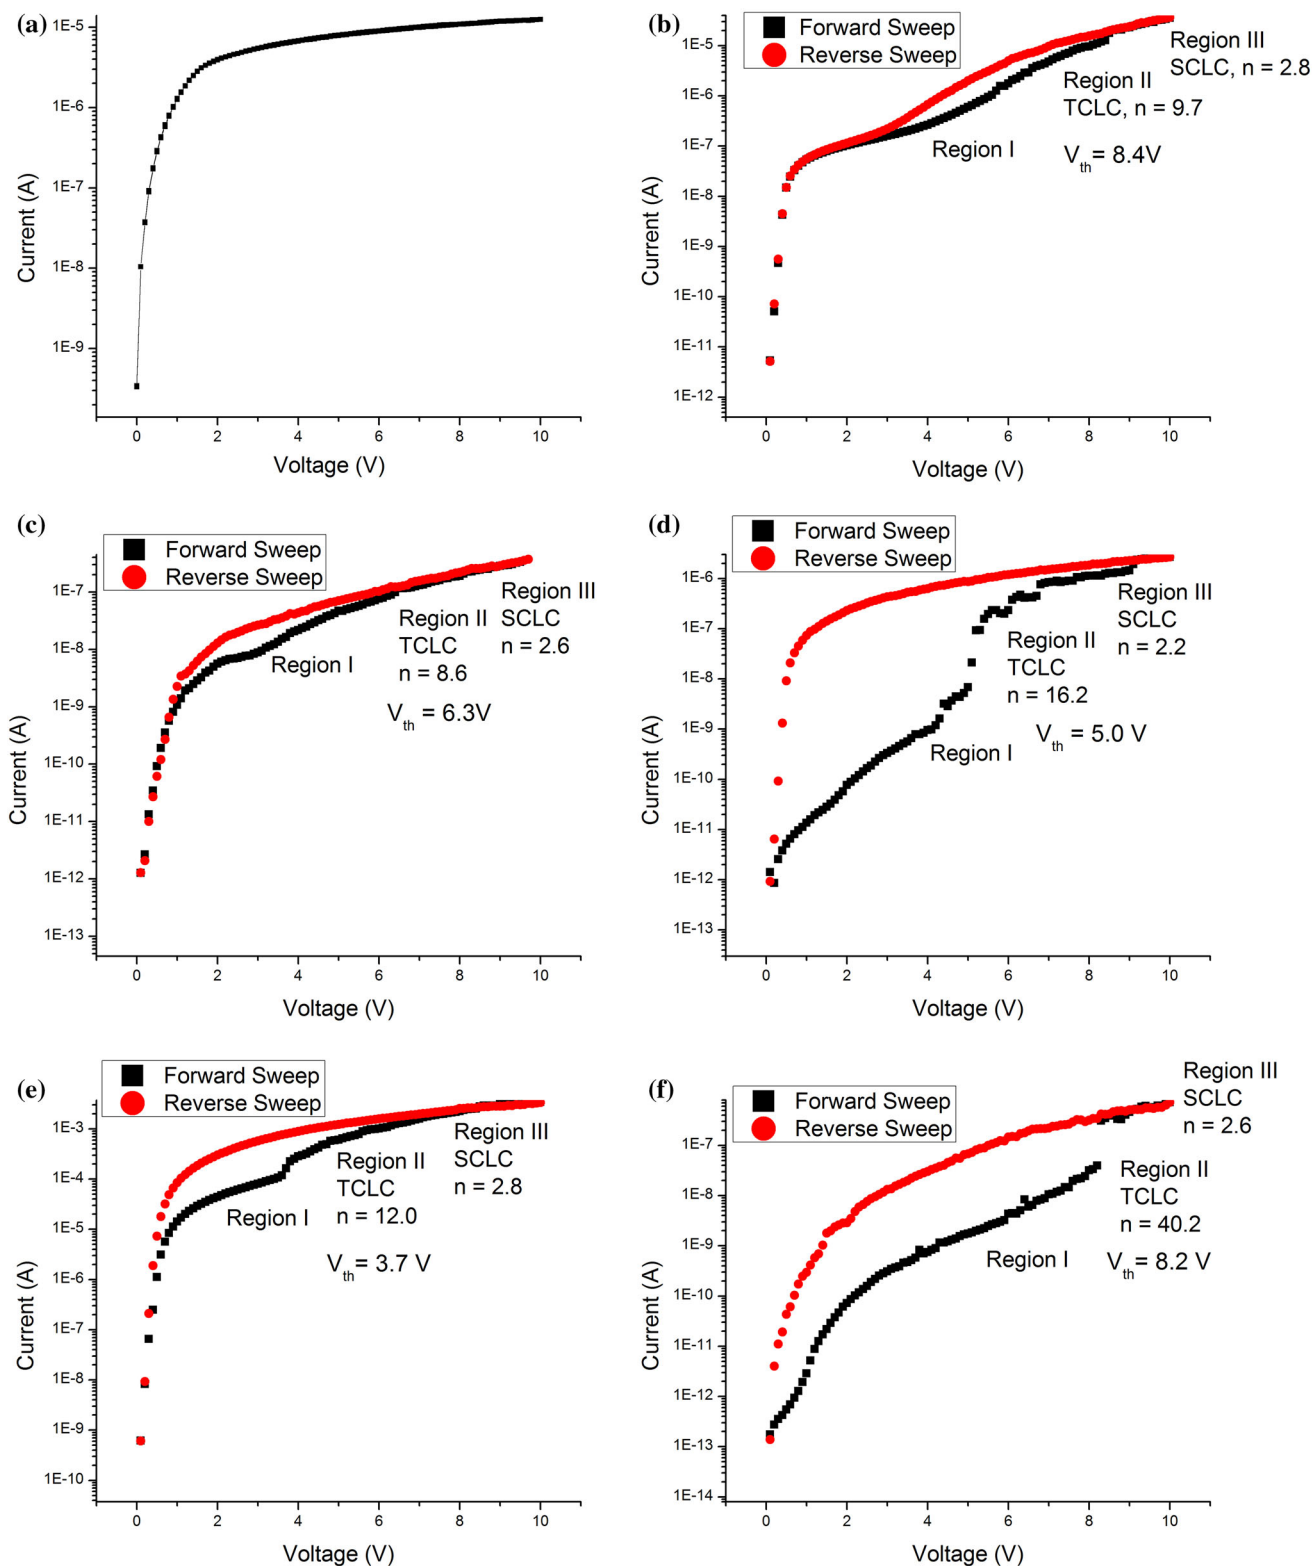 (a)
1E-5
1E-6
1E-7
1E-8
1E-9
Current (A)
0 2 4 6 8 10
Voltage (V)
(b)
Forward Sweep
Reverse Sweep
1E-5
1E-6
1E-7
1E-8
1E-9
1E-10
1E-11
1E-12
Current (A)
Region III
SCLC, n = 2.8
Region II
TCLC, n = 9.7
Region I
Vth= 8.4V
0 2 4 6 8 10
Voltage (V)
(c)
Forward Sweep
Reverse Sweep
1E-7
1E-8
1E-9
1E-10
1E-11
1E-12
1E-13
Current (A)
Region III
SCLC
n = 2.6
Region II
TCLC
n = 8.6
Region I
Vth = 6.3V
0 2 4 6 8 10
Voltage (V)
(d)
Forward Sweep
Reverse Sweep
1E-6
1E-7
1E-8
1E-9
1E-10
1E-11
1E-12
1E-13
Current (A)
Region III
SCLC
n = 2.2
Region II
TCLC
n = 16.2
Region I
Vth = 5.0 V
0 2 4 6 8 10
Voltage (V)
(e)
Forward Sweep
Reverse Sweep
1E-3
1E-4
1E-5
1E-6
1E-7
1E-8
1E-9
1E-10
Current (A)
Region III
SCLC
n = 2.8
Region II
TCLC
n = 12.0
Region I
Vth = 3.7 V
0 2 4 6 8 10
Voltage (V)
(f)
Forward Sweep
Reverse Sweep
1E-7
1E-8
1E-9
1E-10
1E-11
1E-12
1E-13
1E-14
Current (A)
Region III
SCLC
n = 2.6
Region II
TCLC
n = 40.2
Region I
Vth = 8.2 V
0 2 4 6 8 10
Voltage (V)